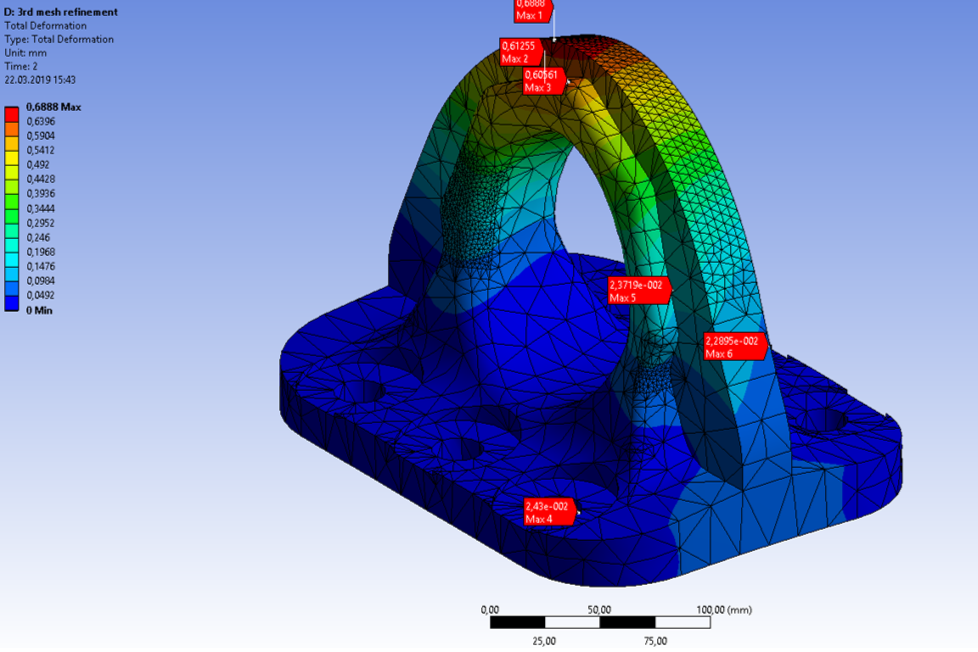 D: 3rd mesh refinement
Total Deformation
Type: Total Deformation
Unit: mm
Time: 2
22.03.2019 15:43
0,6888 Max
0,6396
0,5904
0,5412
0,492
0,4428
0,3936
0,3444
0,2952
0,246
0,1968
0,1476
0,0984
0,0492
0 Min
0,6888
Max 1
0,61255
Max 2
0,60561
Max 3
2,3719e-002
Max 5
2,2895e-002
Max 6
2,43e-002
Max 4
0,00 50,00 100,00 (mm)
25,00 75,00